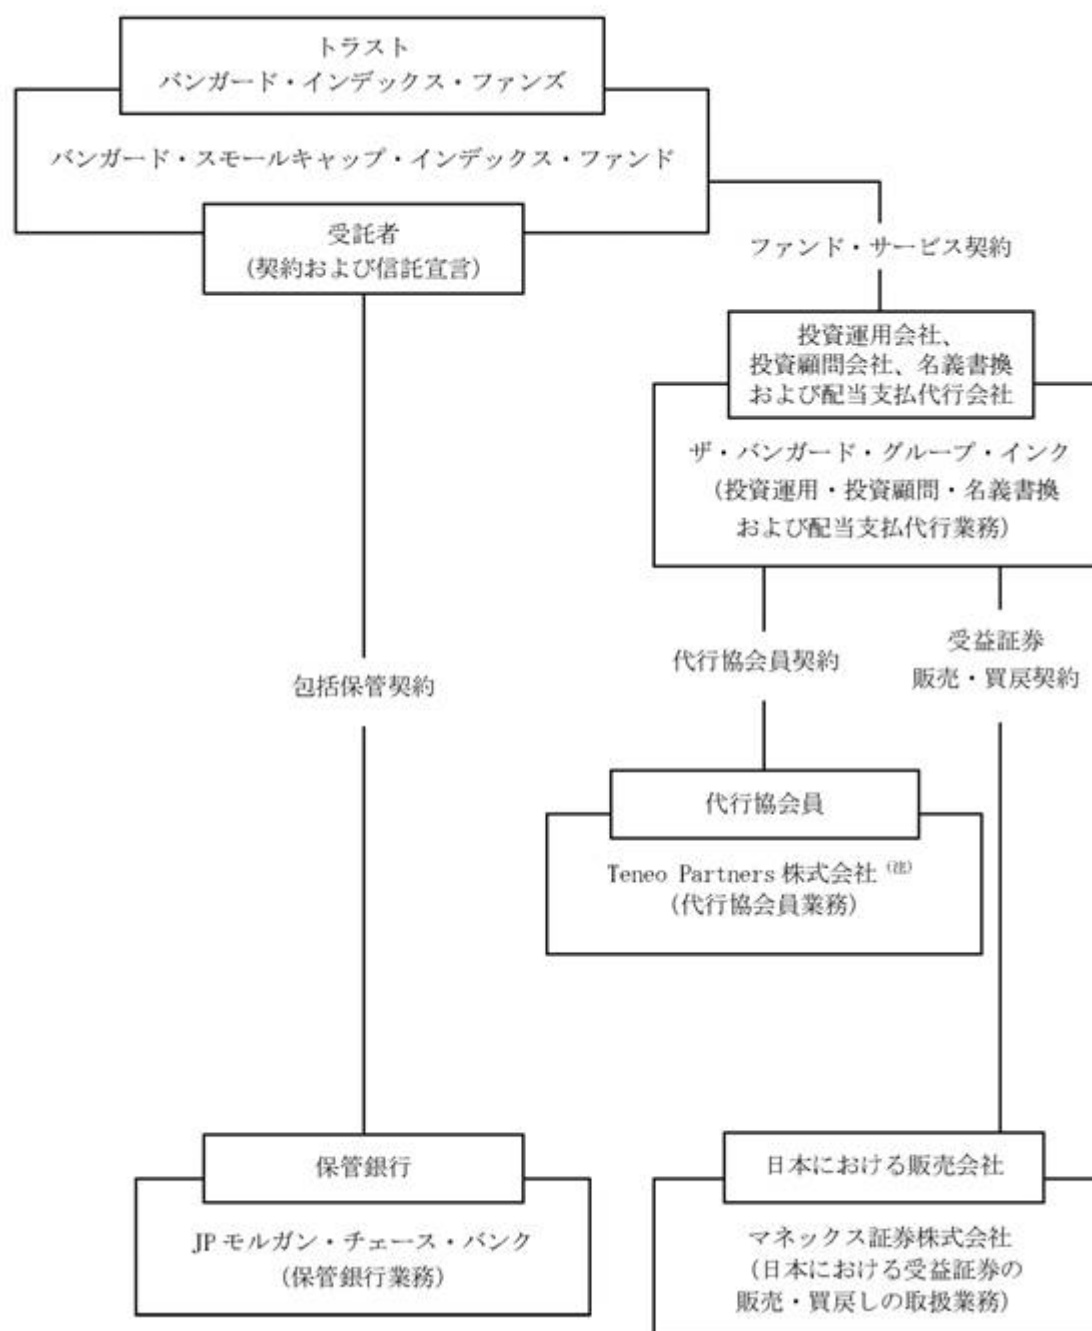 トラスト
バンガード・インデックス・ファンズ
バンガード・スモールキャップ・インデックス・ファンド
受託者
(契約および信託宣言)
ファンド・サービス契約
投資運用会社、
投資顧問会社、名義書換
および配当支払代行会社
ザ・バンガード・グループ・インク
(投資運用・投資顧問・名義書換
および配当支払代行業務)
包括保管契約
代行協会員契約
受益証券
販売・買戻契約
代行協会員
Teneo Partners 株式会社 (注)
(代行協会員業務)
保管銀行
JP モルガン・チェース・バンク
(保管銀行業務)
日本における販売会社
マネックス証券株式会社
(日本における受益証券の
販売・買戻しの取扱業務)